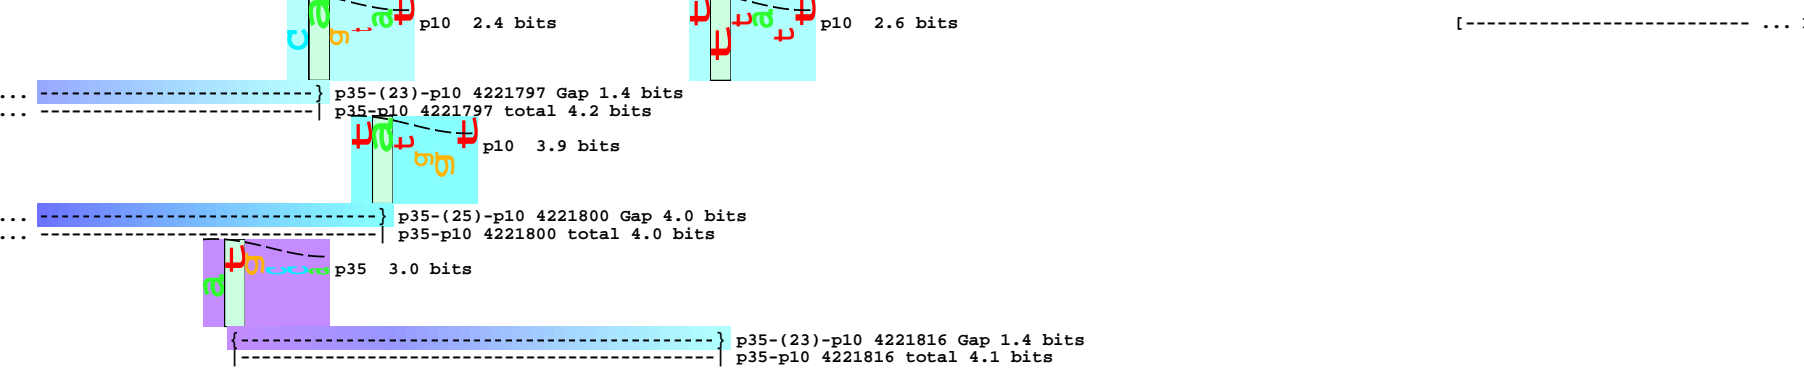 p10 2.4 bits
p10 2.6 bits
[--------------------------- ...
... --------------------------} p35-(23)-p10 4221797 Gap 1.4 bits
... --------------------------| p35-p10 4221797 total 4.2 bits
c a g t a t
t t t a t t
t a t g g t
p10 3.9 bits
... --------------------------------} p35-(25)-p10 4221800 Gap 4.0 bits
... --------------------------------| p35-p10 4221800 total 4.0 bits
a t g c c a
p35 3.0 bits
{---------------------------------------------} p35-(23)-p10 4221816 Gap 1.4 bits
|---------------------------------------------| p35-p10 4221816 total 4.1 bits